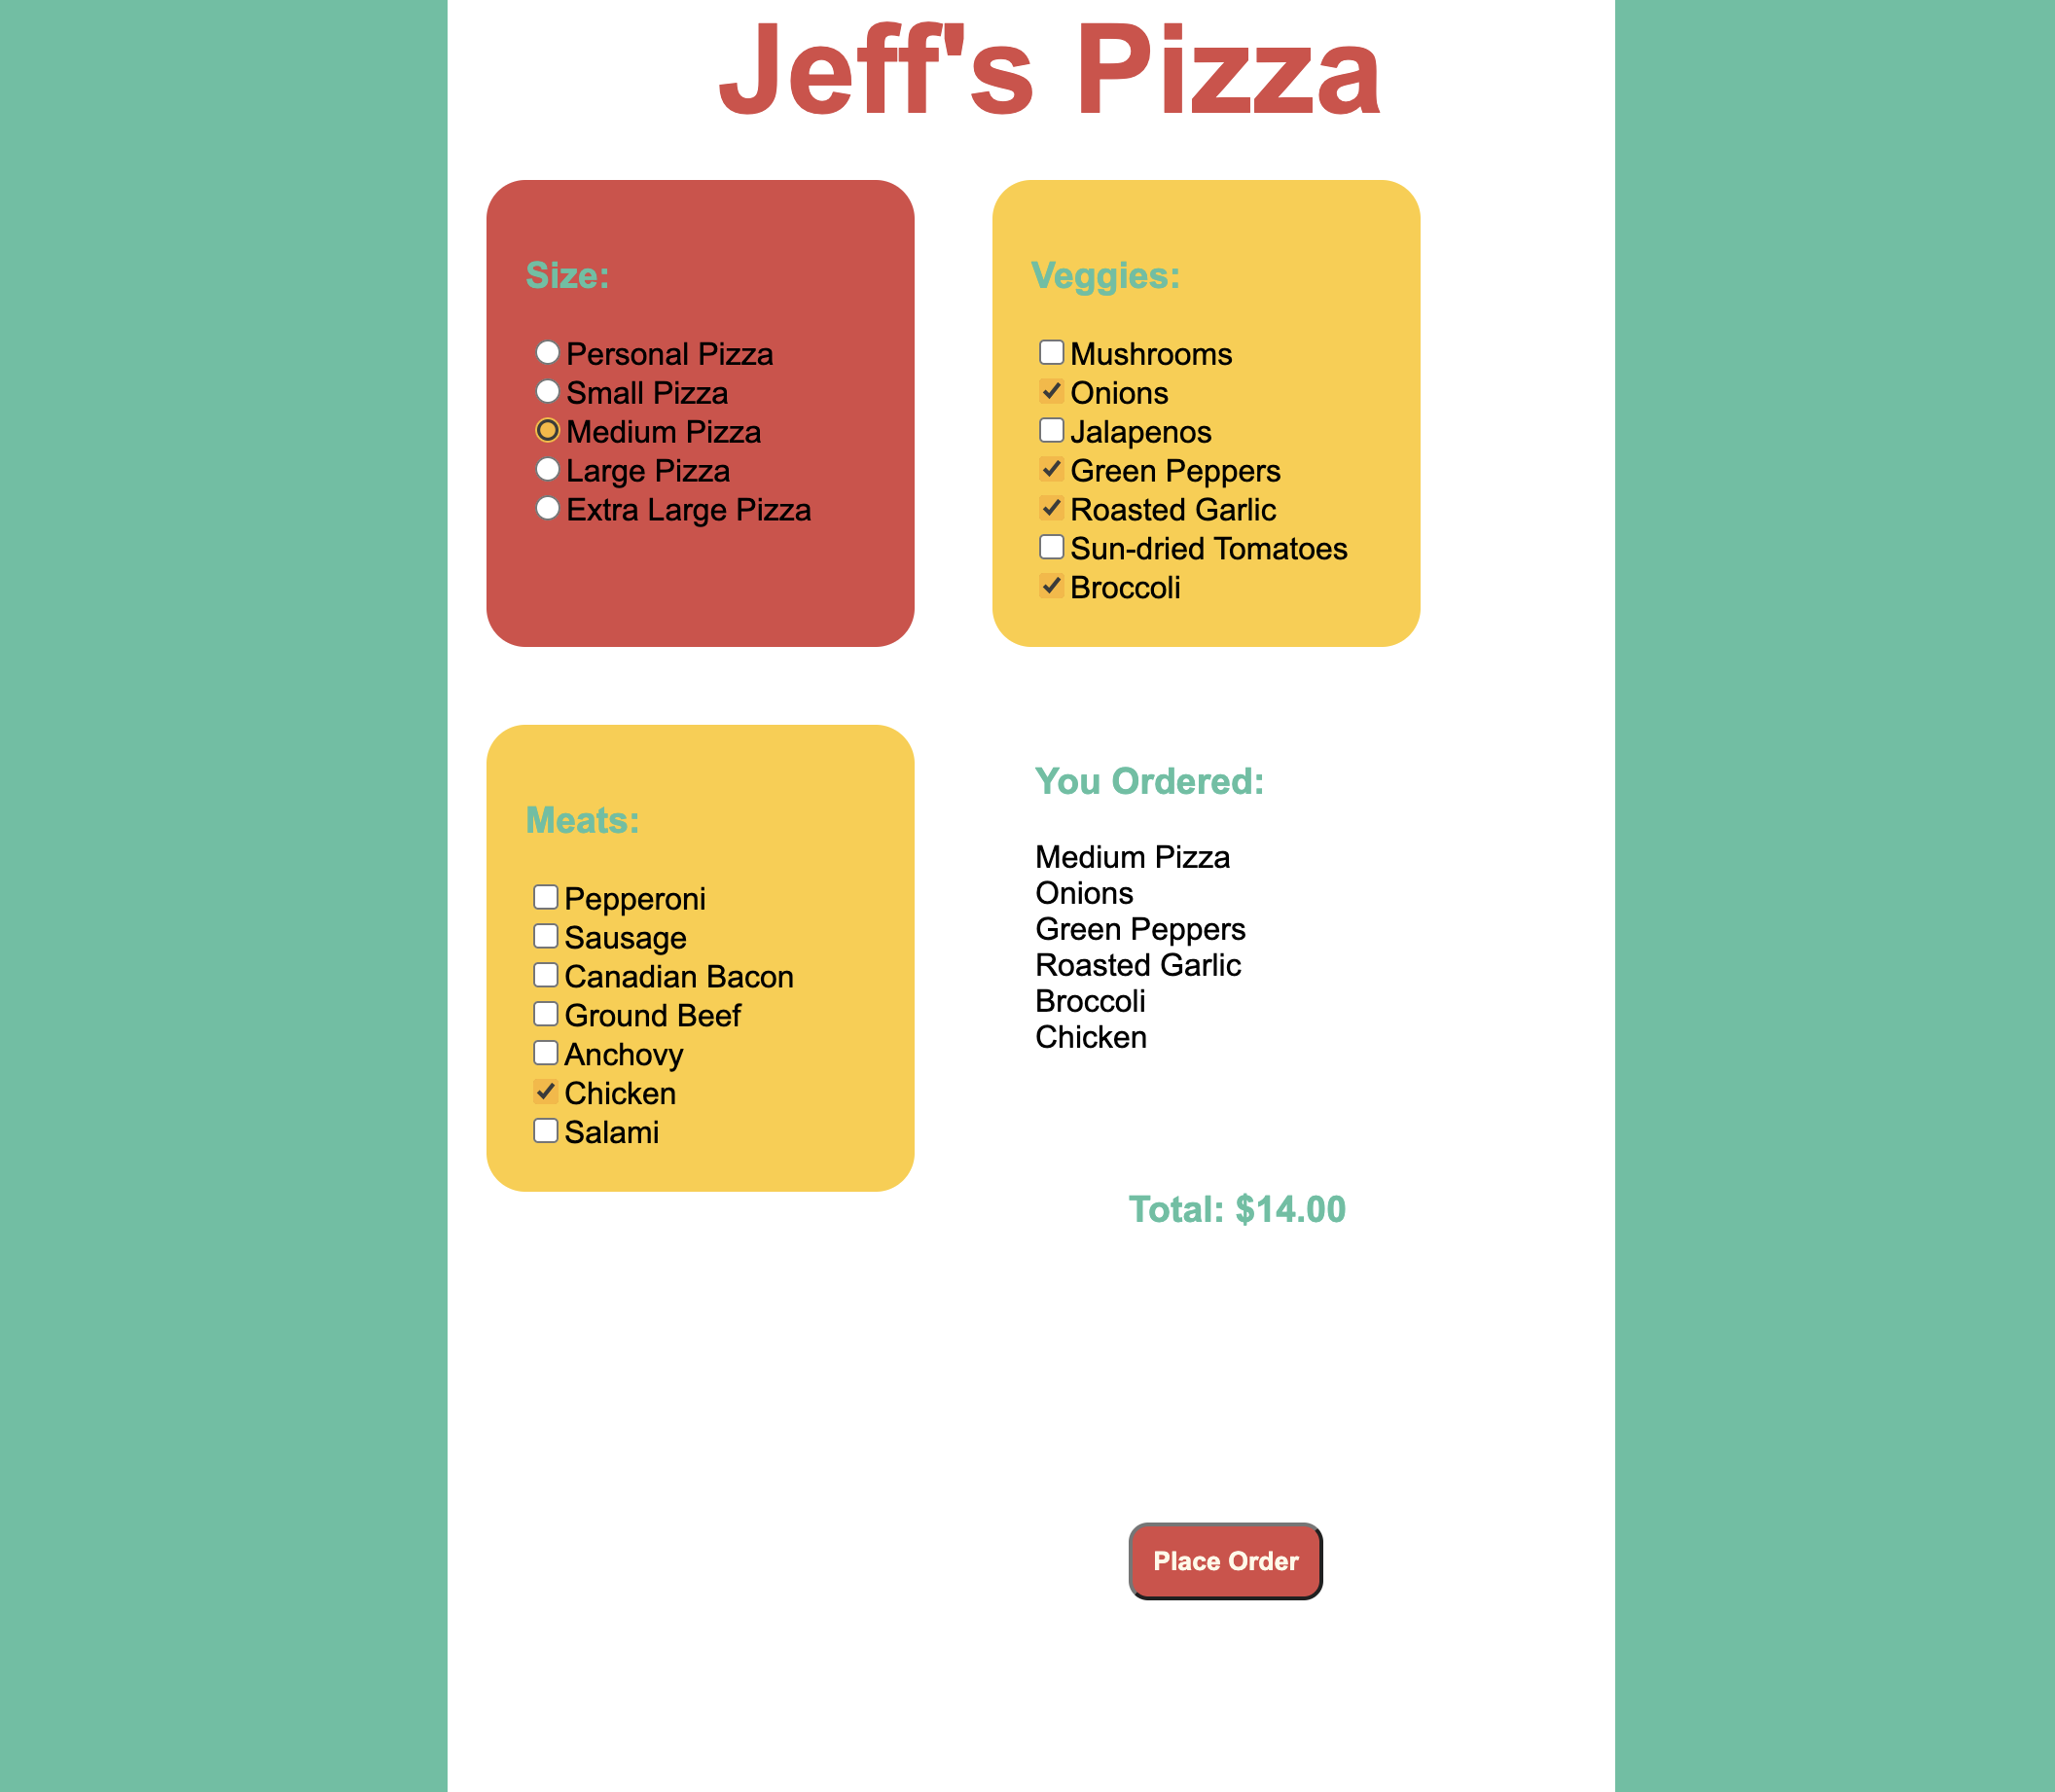 Jeff's Pizza
Size:
Personal Pizza
Small Pizza
Medium Pizza
Large Pizza
Extra Large Pizza
Veggies:
Mushrooms
Onions
Jalapenos
Green Peppers
Roasted Garlic
Sun-dried Tomatoes
Broccoli
Meats:
Pepperoni
Sausage
Canadian Bacon
Ground Beef
Anchovy
Chicken
Salami
You Ordered:
Medium Pizza
Onions
Green Peppers
Roasted Garlic
Broccoli
Chicken
Total: $14.00
Place Order